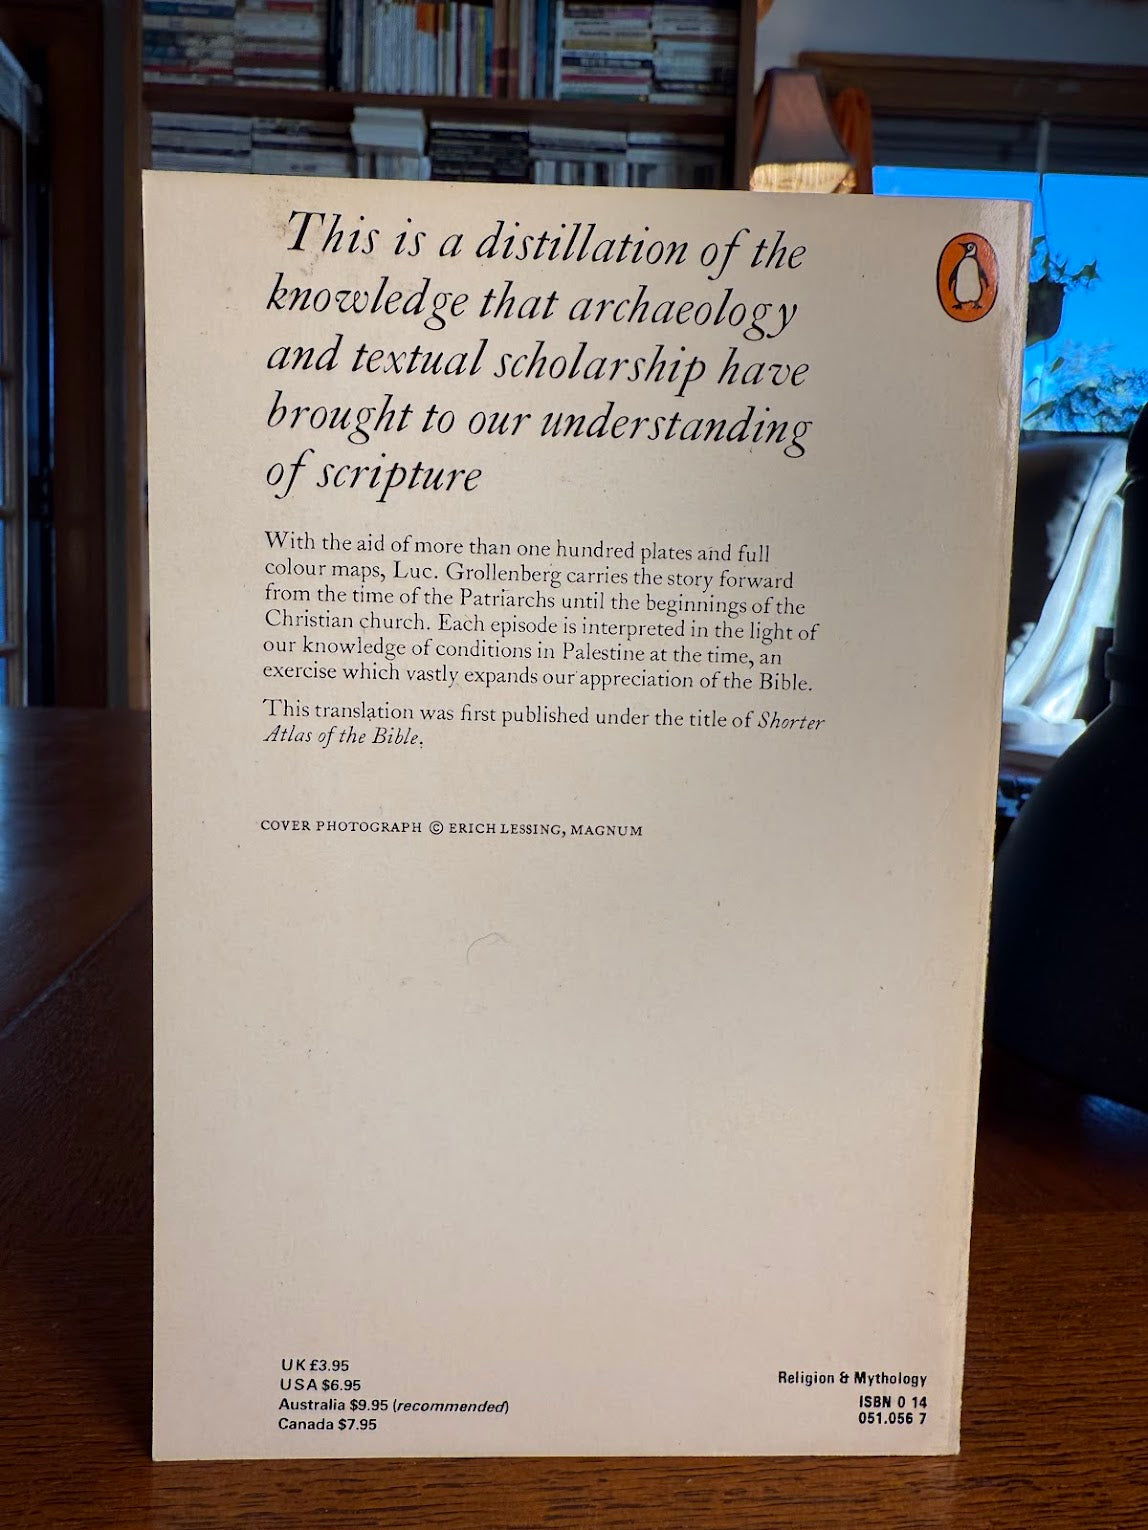 This is a distillation of the
knowledge that archaeology
and textual scholarship have
brought to our understanding
of scripture
With the aid of more than one hundred plates and full
colour maps, Luc. Grollenberg carries the story forward
from the time of the Patriarchs until the beginnings of the
Christian church. Each episode is interpreted in the light of
our knowledge of conditions in Palestine at the time, an
exercise which vastly expands our appreciation of the Bible.
This translation was first published under the title of Shorter
Atlas of the Bible.
COVER PHOTOGRAPH © ERICH LESSING, MAGNUM
UK £3.95
USA $6.95
Australia $9.95 (recommended)
Canada $7.95
Religion & Mythology
ISBN 0 14
051.056 7